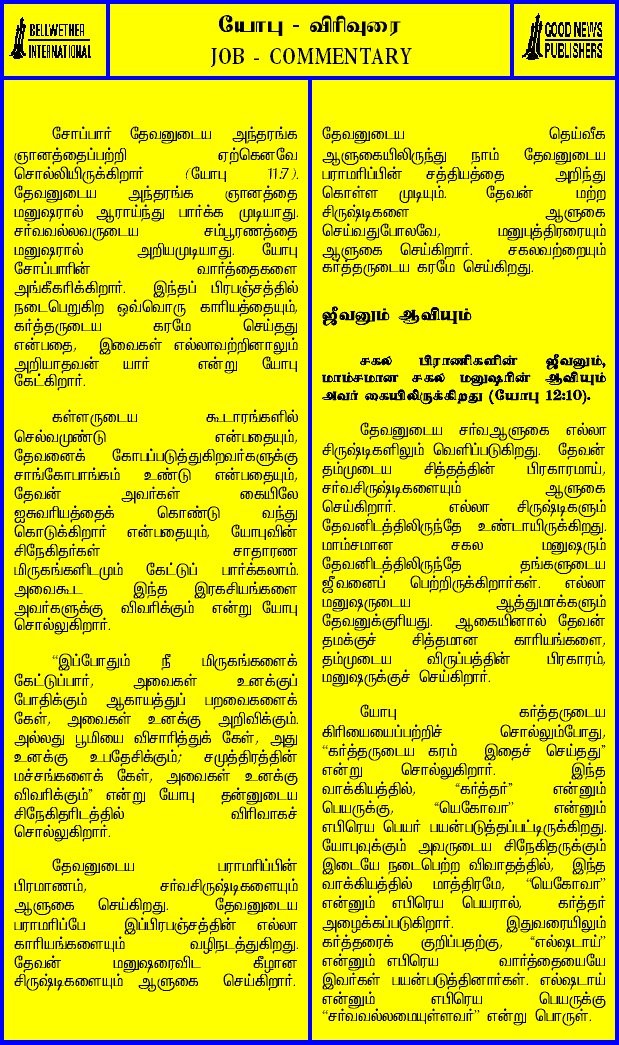 BELLWETHER
INTERNATIONAL
யோபு - விரிவுரை
JOB - COMMENTARY
GOOD NEWS
PUBLISHERS
சோப்பார் தேவனுடைய அந்தரங்க
ஞானத்தைப்பற்றி ஏற்கெனவே
சொல்லியிருக்கிறார் (யோபு 11:7).
தேவனுடைய அந்தரங்க ஞானத்தை
மனுஷரால் ஆராய்ந்து பார்க்க முடியாது.
சர்வவல்லவருடைய சம்பூரணத்தை
மனுஷரால் அறியமுடியாது. யோபு
சோப்பாரின் வார்த்தைகளை
அங்கீகரிக்கிறார். இந்தப் பிரபஞ்சத்தில்
நடைபெறுகிற ஒவ்வொரு காரியத்தையும்,
கர்த்தருடைய கரமே செய்தது
என்பதை, இவைகள் எல்லாவற்றினாலும்
அறியாதவன் யார் என்று யோபு
கேட்கிறார்.
கள்ளருடைய கூடாரங்களில்
செல்வமுண்டு என்பதையும்,
தேவனைக் கோபப்படுத்துகிறவர்களுக்கு
சாங்கோபாங்கம் உண்டு என்பதையும்,
தேவன் அவர்கள் கையிலே
ஐசுவரியத்தைக் கொண்டு வந்து
கொடுக்கிறார் என்பதையும், யோபுவின்
சிநேகிதர்கள் சாதாரண
மிருகங்களிடமும் கேட்டுப் பார்க்கலாம்.
அவைகூட இந்த இரகசியங்களை
அவர்களுக்கு விவரிக்கும் என்று யோபு
சொல்லுகிறார்.
“இப்போதும் நீ மிருகங்களைக்
கேட்டுப்பார், அவைகள் உனக்குப்
போதிக்கும் ஆகாயத்துப் பறவைகளைக்
கேள், அவைகள் உனக்கு அறிவிக்கும்.
அல்லது பூமியை விசாரித்துக் கேள், அது
உனக்கு உபதேசிக்கும்; சமுத்திரத்தின்
மச்சங்களைக் கேள், அவைகள் உனக்கு
விவரிக்கும்” என்று யோபு தன்னுடைய
சிநேகிதரிடத்தில் விரிவாகச்
சொல்லுகிறார்.
தேவனுடைய பராமரிப்பின்
பிரமாணம், சர்வசிருஷ்டிகளையும்
ஆளுகை செய்கிறது. தேவனுடைய
பராமரிப்பே இப்பிரபஞ்சத்தின் எல்லா
காரியங்களையும் வழிநடத்துகிறது.
தேவன் மனுஷரைவிட கீழான
சிருஷ்டிகளையும் ஆளுகை செய்கிறார்.
தேவனுடைய தெய்வீக
ஆளுகையிலிருந்து நாம் தேவனுடைய
பராமரிப்பின் சத்தியத்தை அறிந்து
கொள்ள முடியும். தேவன் மற்ற
சிருஷ்டிகளை ஆளுகை
செய்வதுபோலவே, மனுபுத்திரரையும்
ஆளுகை செய்கிறார். சகலவற்றையும்
கர்த்தருடைய கரமே செய்கிறது.
ஜீவனும் ஆவியும்
சகல பிராணிகளின் ஜீவனும்,
மாம்சமான சகல மனுஷரின் ஆவியும்
அவர் கையிலிருக்கிறது (யோபு 12:10).
தேவனுடைய சர்வஆளுகை எல்லா
சிருஷ்டிகளிலும் வெளிப்படுகிறது. தேவன்
தம்முடைய சித்தத்தின் பிரகாரமாய்,
சர்வசிருஷ்டிகளையும் ஆளுகை
செய்கிறார். எல்லா சிருஷ்டிகளும்
தேவனிடத்திலிருந்தே உண்டாயிருக்கிறது.
மாம்சமான சகல மனுஷரும்
தேவனிடத்திலிருந்தே தங்களுடைய
ஜீவனைப் பெற்றிருக்கிறார்கள். எல்லா
மனுஷருடைய ஆத்துமாக்களும்
தேவனுக்குரியது. ஆகையினால் தேவன்
தமக்குச் சித்தமான காரியங்களை,
தம்முடைய விருப்பத்தின் பிரகாரம்,
மனுஷருக்குச் செய்கிறார்.
யோபு கர்த்தருடைய
கிரியையைப்பற்றிச் சொல்லும்போது,
“கர்த்தருடைய கரம் இதைச் செய்தது”
என்று சொல்லுகிறார். இந்த
வாக்கியத்தில், “கர்த்தர்” என்னும்
பெயருக்கு, “யெகோவா” என்னும்
எபிரெய பெயர் பயன்படுத்தப்பட்டிருக்கிறது.
யோபுவுக்கும் அவருடைய சிநேகிதருக்கும்
இடையே நடைபெற்ற விவாதத்தில், இந்த
வாக்கியத்தில் மாத்திரமே, “யெகோவா”
என்னும் எபிரெய பெயரால், கர்த்தர்
அழைக்கப்படுகிறார். இதுவரையிலும்
கர்த்தரைக் குறிப்பதற்கு, “எல்ஷடாய்”
என்னும் எபிரெய வார்த்தையையே
இவர்கள் பயன்படுத்தினார்கள். எல்ஷடாய்
என்னும் எபிரெய பெயருக்கு
“சர்வவல்லமையுள்ளவர்” என்று பொருள்.